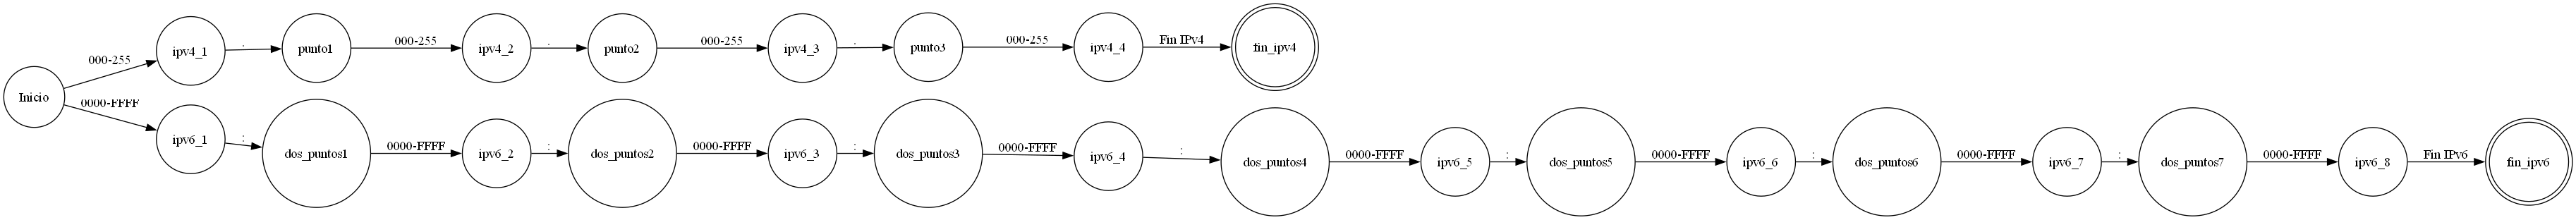 Inicio
000-255
ipv4_1
.
punto1
000-255
ipv4_2
.
punto2
000-255
ipv4_3
.
punto3
000-255
ipv4_4
Fin IPv4
fin_ipv4
0000-FFFF
ipv6_1
:
dos_puntos1
0000-FFFF
ipv6_2
:
dos_puntos2
0000-FFFF
ipv6_3
:
dos_puntos3
0000-FFFF
ipv6_4
:
dos_puntos4
0000-FFFF
ipv6_5
:
dos_puntos5
0000-FFFF
ipv6_6
:
dos_puntos6
0000-FFFF
ipv6_7
:
dos_puntos7
0000-FFFF
ipv6_8
Fin IPv6
fin_ipv6